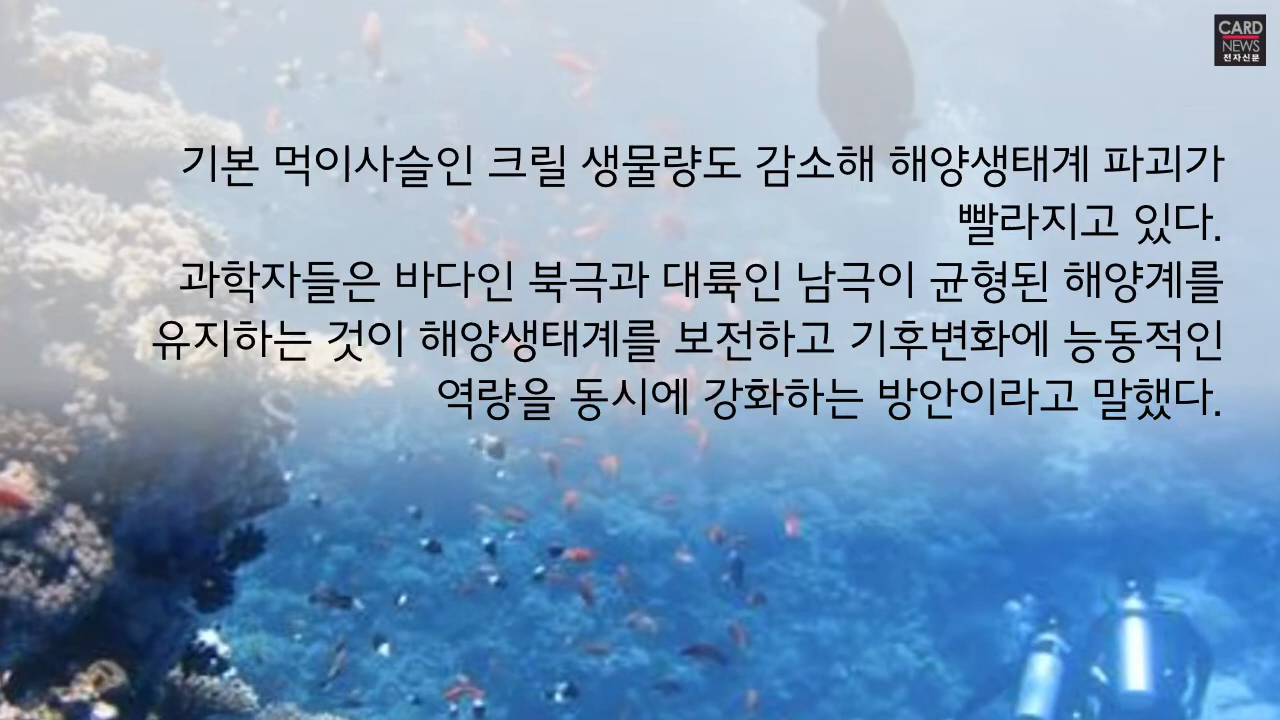 CARD
NEWS
전자신문
기본 먹이사슬인 크릴 생물량도 감소해 해양생태계 파괴가
빨라지고 있다.
과학자들은 바다인 북극과 대륙인 남극이 균형된 해양계를
유지하는 것이 해양생태계를 보전하고 기후변화에 능동적인
역량을 동시에 강화하는 방안이라고 말했다.